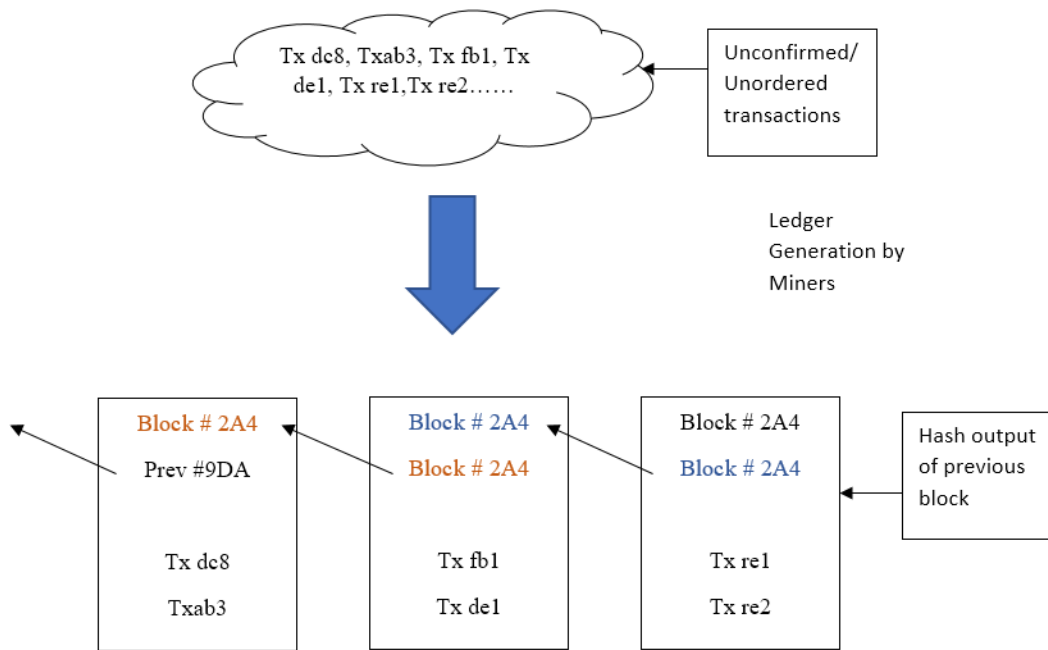 Tx dc8, Txab3, Tx fb1, Tx
de1, Tx re1,Tx re2……
Unconfirmed/
Unordered
transactions
Ledger
Generation by
Miners
Block # 2A4
Prev #9DA
Tx dc8
Txab3
Block # 2A4
Block # 2A4
Tx fb1
Tx de1
Block # 2A4
Block # 2A4
Tx re1
Tx re2
Hash output
of previous
block